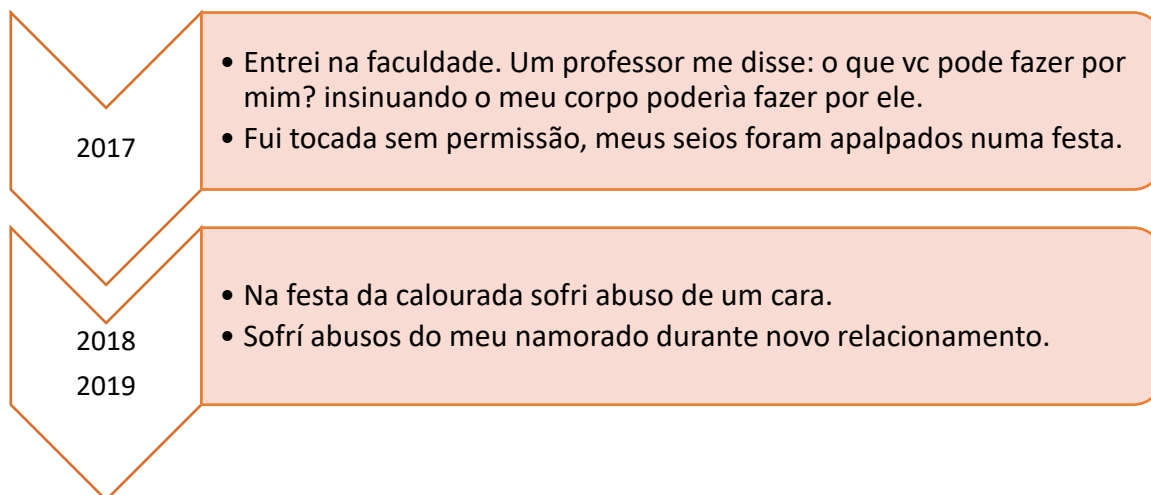 2017
• Entrei na faculdade. Um professor me disse: o que vc pode fazer por
mim? insinuando o meu corpo poderìa fazer por ele.
• Fui tocada sem permissão, meus seios foram apalpados numa festa.
2018
2019
• Na festa da calourada sofri abuso de um cara.
• Sofrí abusos do meu namorado durante novo relacionamento.